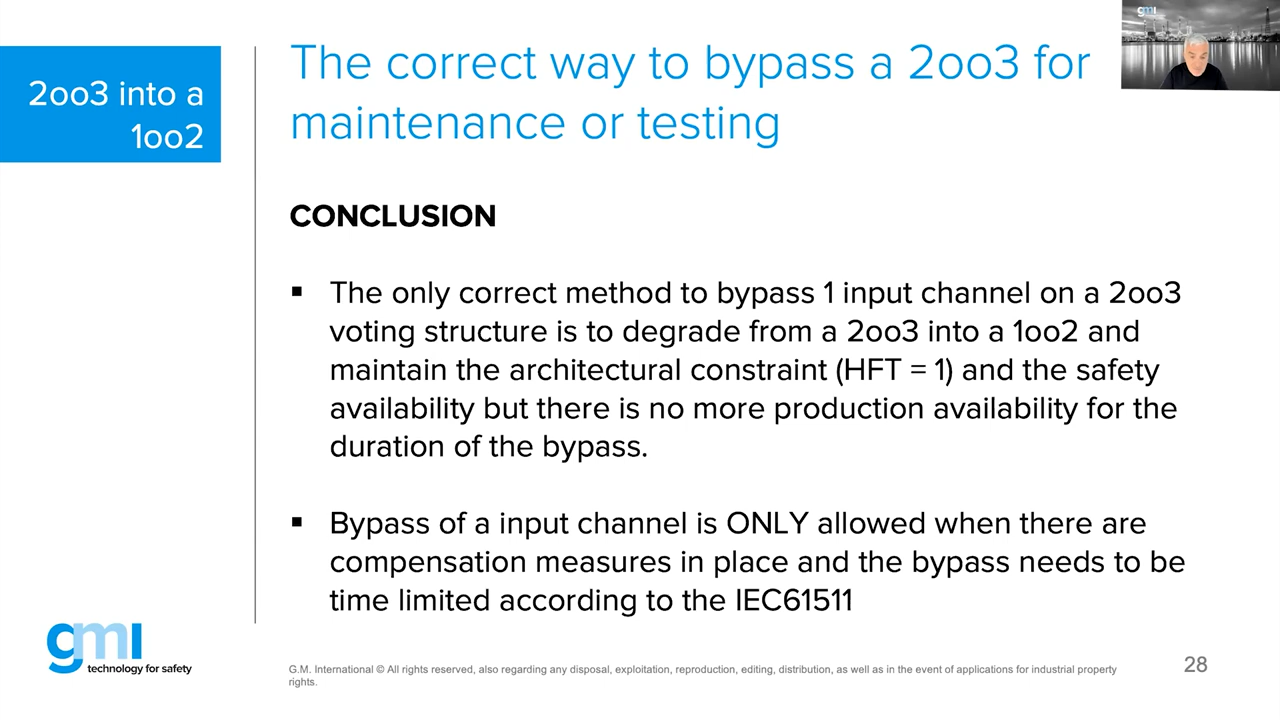 2oo3 into a
1oo2
The correct way to bypass a 2oo3 for
maintenance or testing
CONCLUSION
▪ The only correct method to bypass 1 input channel on a 2oo3
voting structure is to degrade from a 2oo3 into a 1oo2 and
maintain the architectural constraint (HFT = 1) and the safety
availability but there is no more production availability for the
duration of the bypass.
▪ Bypass of a input channel is ONLY allowed when there are
compensation measures in place and the bypass needs to be
time limited according to the IEC61511
gmi
technology for safety
G.M. International © All rights reserved, also regarding any disposal, exploitation, reproduction, editing, distribution, as well as in the event of applications for industrial property
rights.
28
gmi